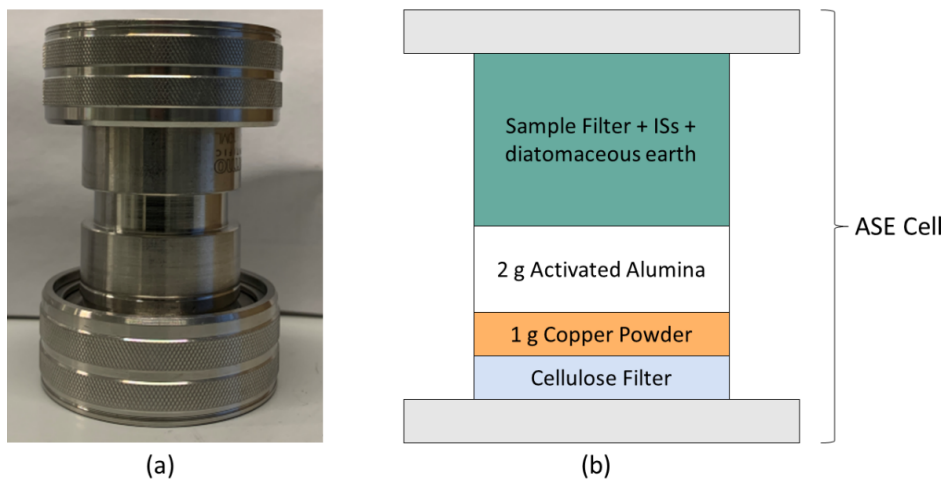 Sample Filter + ISs +
diatomaceous earth
2 g Activated Alumina
1 g Copper Powder
Cellulose Filter
ASE Cell
(a)
(b)